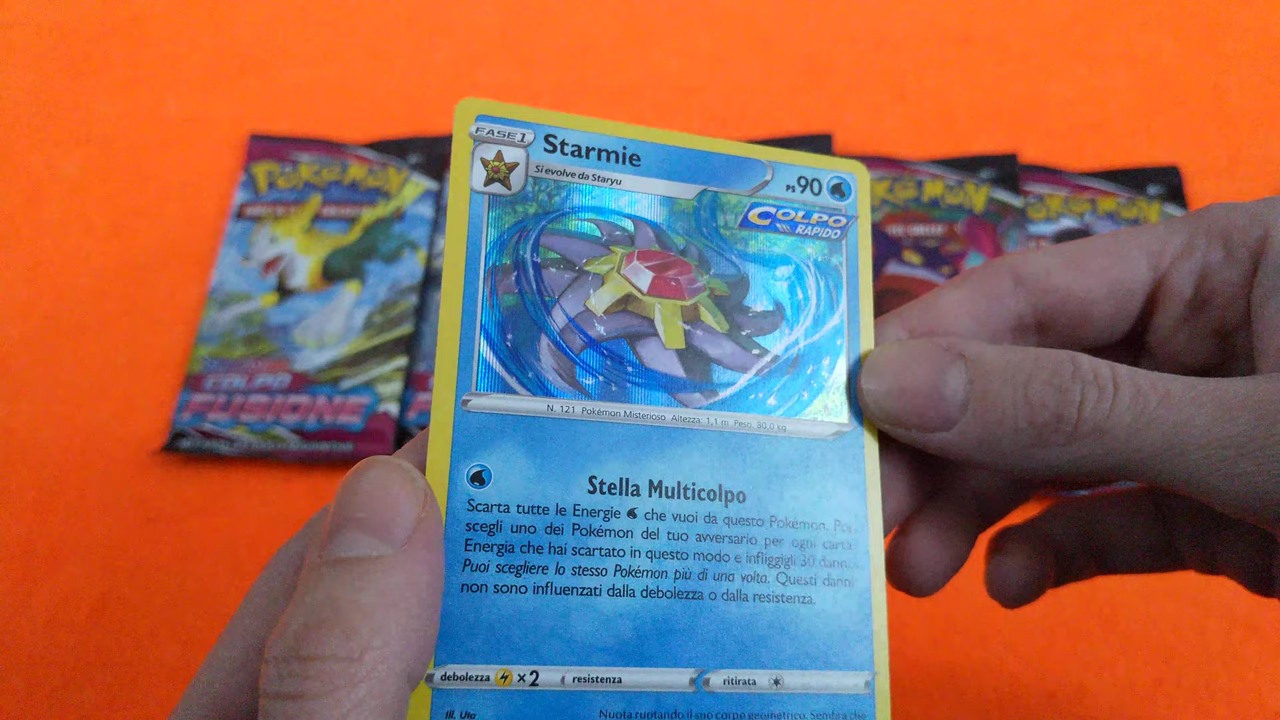 FASE 1
Starmie
Si evolve da Staryu
PS 90
COLPO
RAPIDO
N. 121 Pokémon Misterioso Altezza: 1,1 m Peso: 80,0 kg
Stella Multicolpo
Scarta tutte le Energie che vuoi da questo Pokémon. Poi
scegli uno dei Pokémon del tuo avversario per ogni carta
Energia che hai scartato in questo modo e infliggigli 30 danni.
Puoi scegliere lo stesso Pokémon più di una volta. Questi danni
non sono influenzati dalla debolezza o dalla resistenza.
debolezza ×2 resistenza ritirata
Ill. Uta
Nuota ruotando il suo corpo geometrico. Sembra che
POKÉMON
COLPO
FUSIONE
POKÉMON
POKÉMON